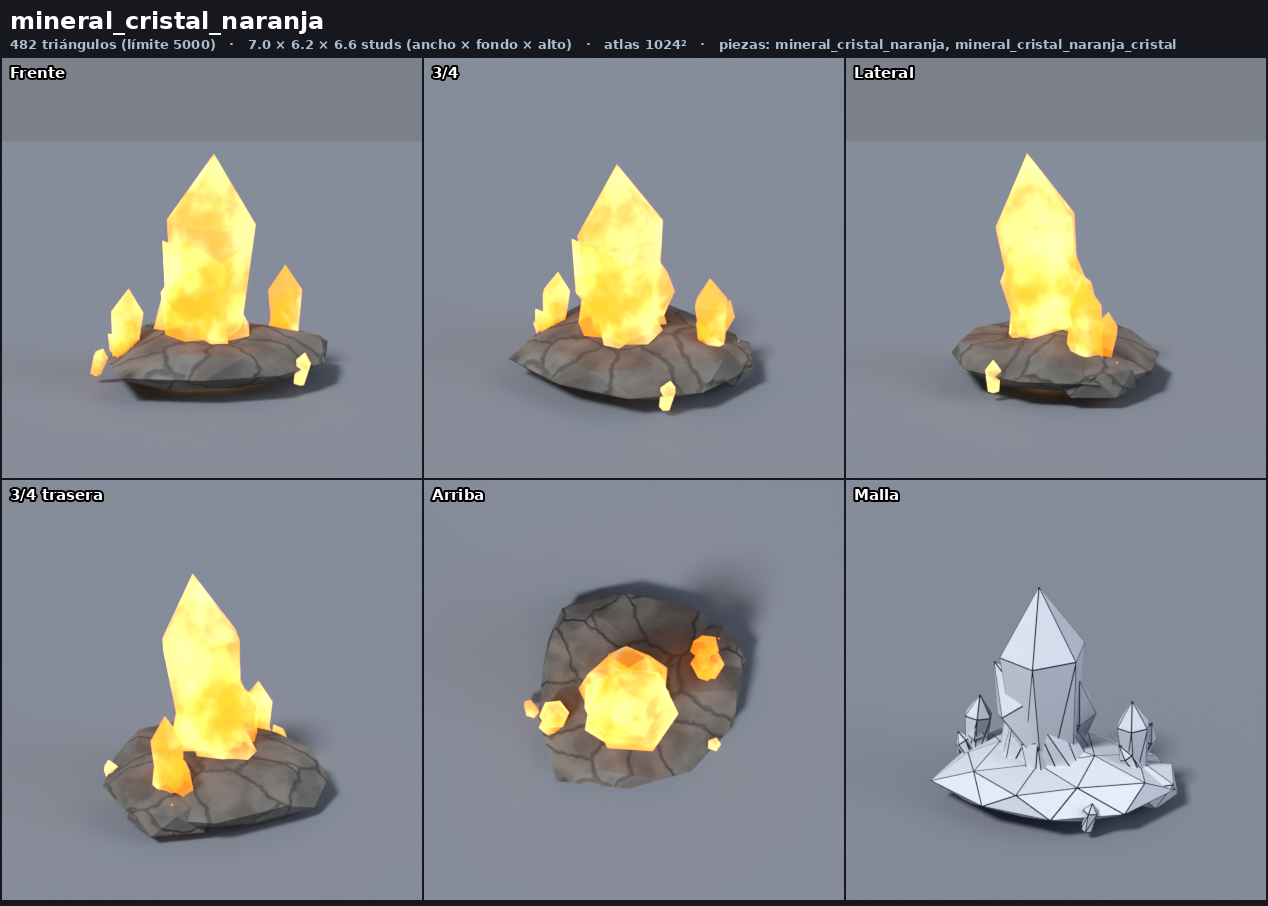 mineral_cristal_naranja
482 triángulos (límite 5000) · 7.0 × 6.2 × 6.6 studs (ancho × fondo × alto) · atlas 1024² · piezas: mineral_cristal_naranja, mineral_cristal_naranja_cristal
Frente
3/4
Lateral
3/4 trasera
Arriba
Malla